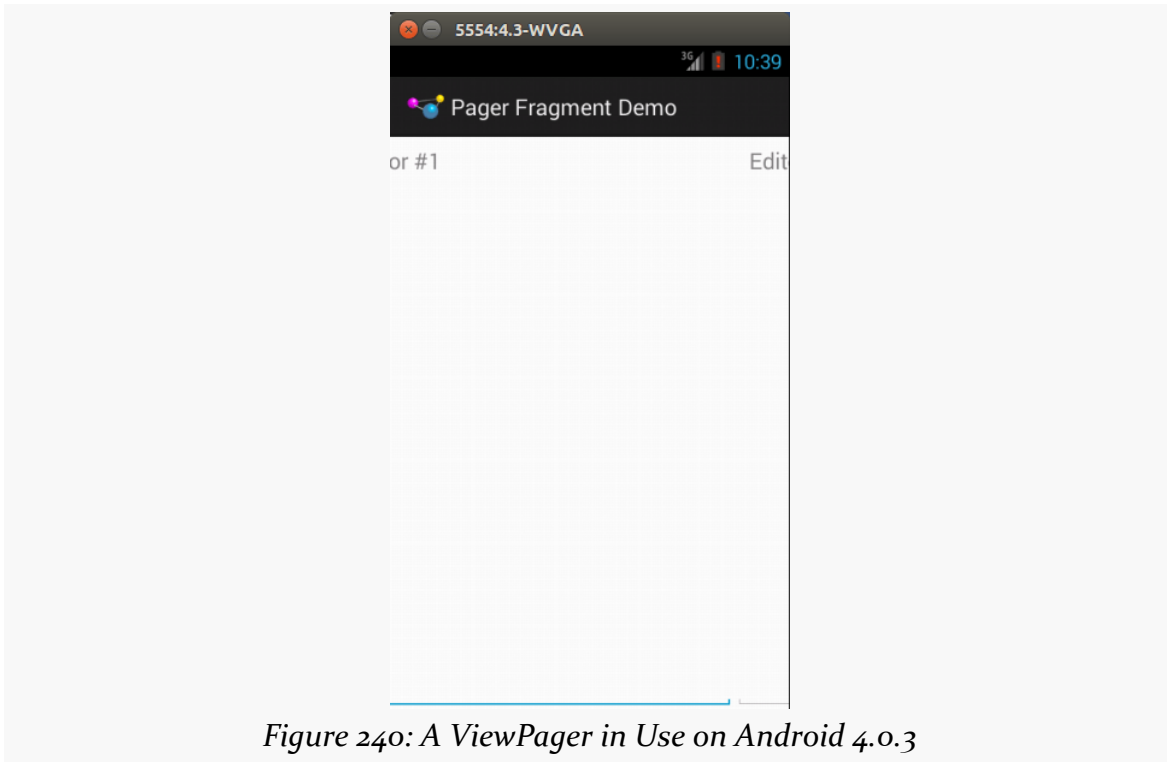 5554:4.3-WVGA
3G 10:39
Pager Fragment Demo
or #1 Edit
Figure 240: A ViewPager in Use on Android 4.0.3